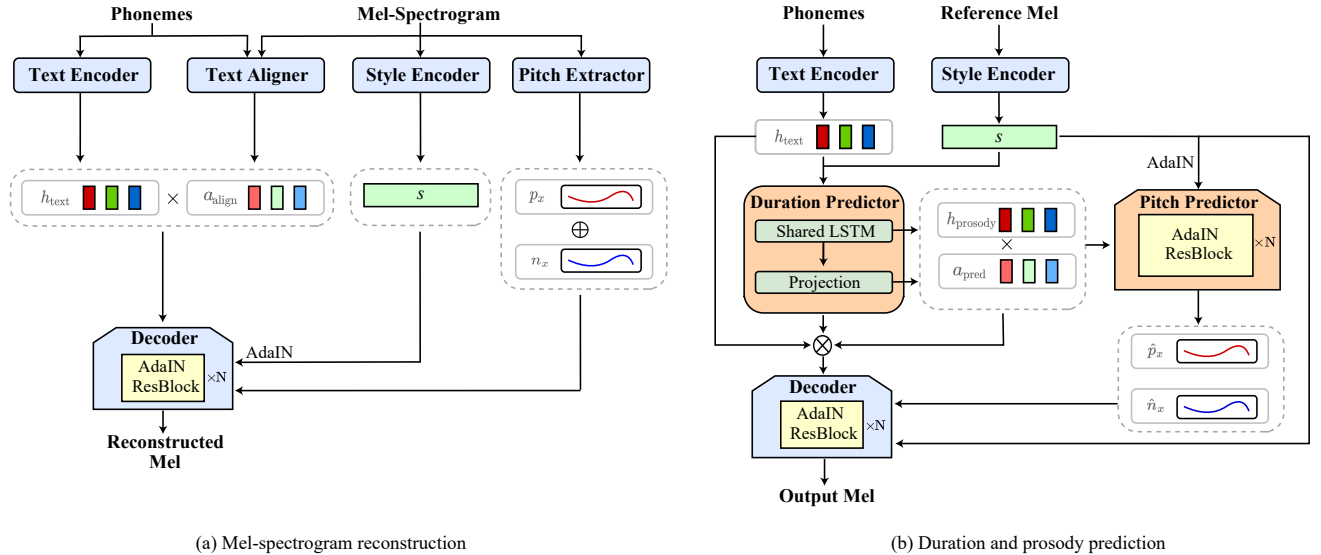 Phonemes
Mel-Spectrogram
Text Encoder
Text Aligner
Style Encoder
Pitch Extractor
h_text
×
a_align
s
p_x
⊕
n_x
Decoder
AdaIN
AdaIN
ResBlock
×N
Reconstructed
Mel
(a) Mel-spectrogram reconstruction
Phonemes
Reference Mel
Text Encoder
Style Encoder
h_text
s
AdaIN
Duration Predictor
Shared LSTM
Projection
h_prosody
×
a_pred
Pitch Predictor
AdaIN
ResBlock
×N
⊗
p̂_x
n̂_x
Decoder
AdaIN
ResBlock
×N
Output Mel
(b) Duration and prosody prediction